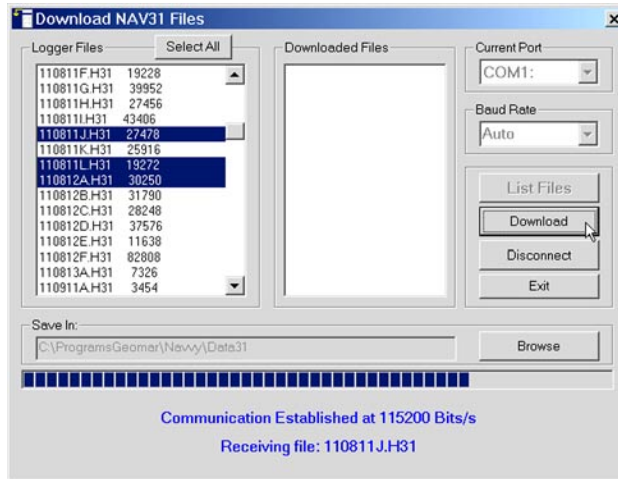 Download NAV31 Files
Logger Files
Select All
110811F.H31 19228
110811G.H31 39952
110811H.H31 27456
110811I.H31 43406
110811J.H31 27478
110811K.H31 25916
110811L.H31 19272
110812A.H31 30250
110812B.H31 31790
110812C.H31 28248
110812D.H31 37576
110812E.H31 11638
110812F.H31 82808
110813A.H31 7326
110911A.H31 3454
Downloaded Files
Current Port
COM1:
Baud Rate
Auto
List Files
Download
Disconnect
Exit
Save In:
C:\ProgramsGeomar\Navvy\Data31
Browse
Communication Established at 115200 Bits/s
Receiving file: 110811J.H31